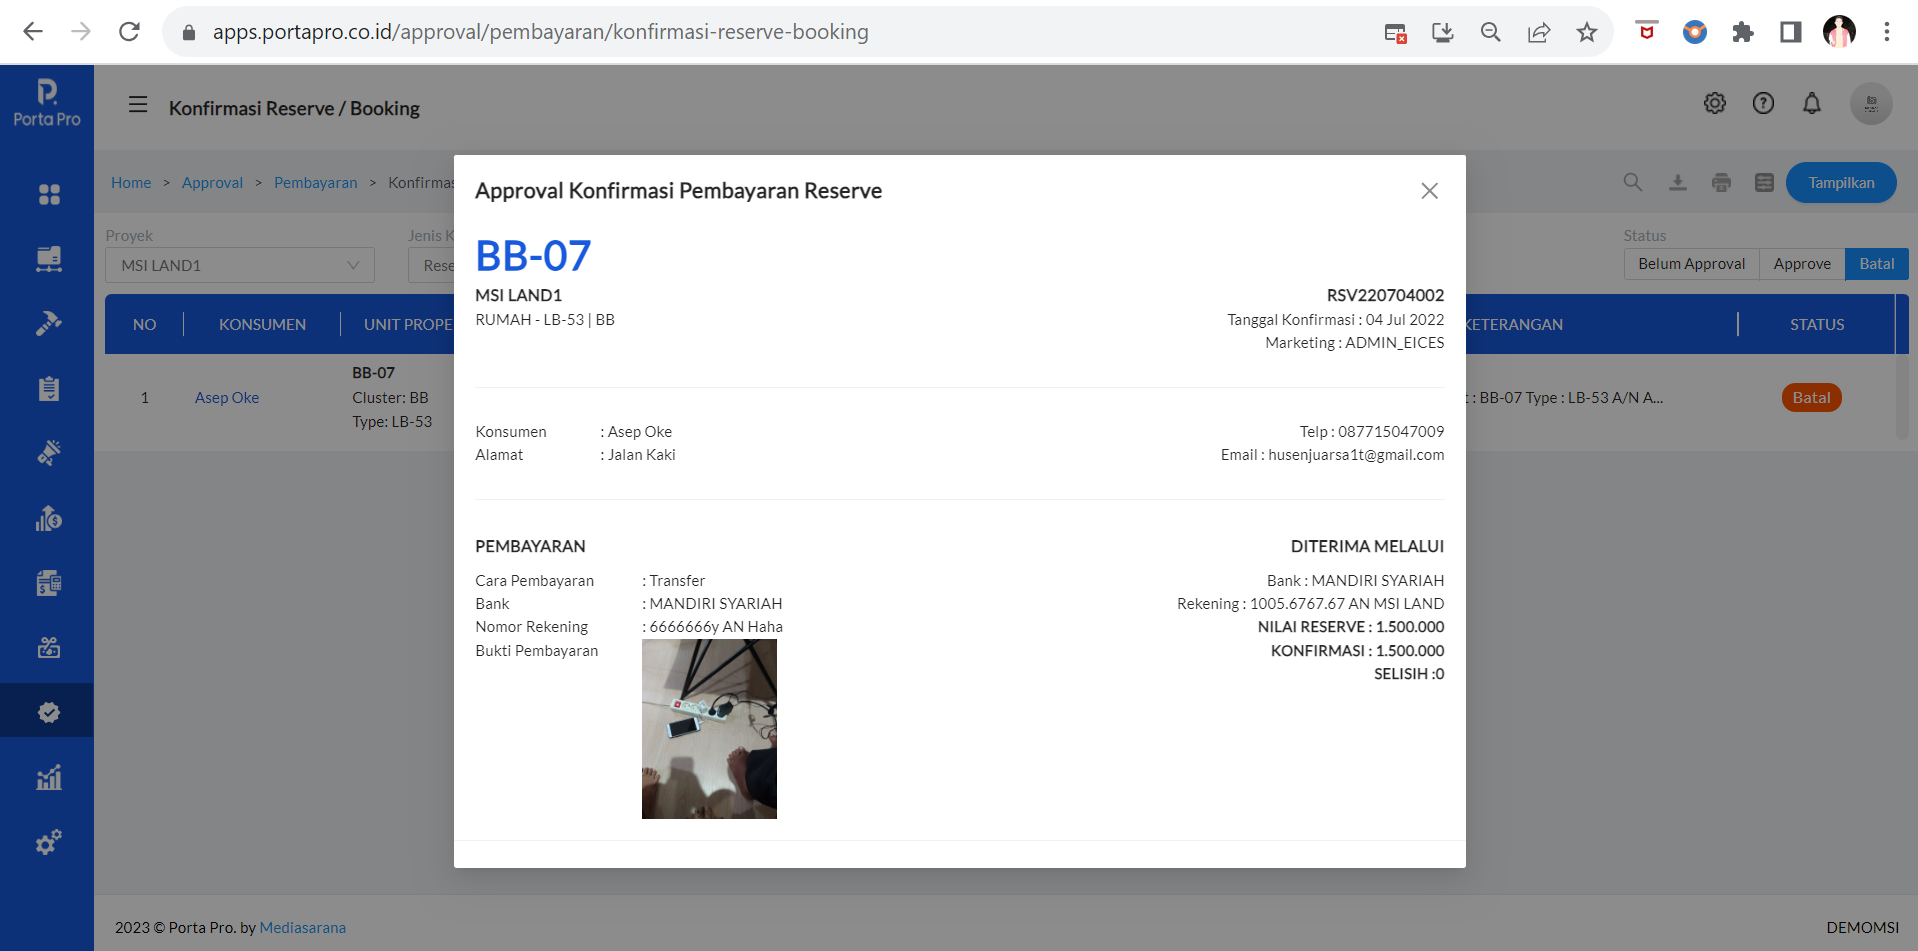 apps.portapro.co.id/approval/pembayaran/konfirmasi-reserve-booking
Porta Pro
Konfirmasi Reserve / Booking
Home > Approval > Pembayaran > Konfirmas
Tampilkan
Proyek
MSI LAND1
Jenis K
Rese
Status
Belum Approval Approve Batal
NO KONSUMEN UNIT PROPE KETERANGAN STATUS
1 Asep Oke
BB-07
Cluster: BB
Type: LB-53
: BB-07 Type : LB-53 A/N A...
Batal
Approval Konfirmasi Pembayaran Reserve
BB-07
MSI LAND1
RUMAH - LB-53 | BB
RSV220704002
Tanggal Konfirmasi : 04 Jul 2022
Marketing : ADMIN_EICES
Konsumen : Asep Oke
Alamat : Jalan Kaki
Telp : 087715047009
Email : husenjuarsa1t@gmail.com
PEMBAYARAN
Cara Pembayaran : Transfer
Bank : MANDIRI SYARIAH
Nomor Rekening : 6666666y AN Haha
Bukti Pembayaran
DITERIMA MELALUI
Bank : MANDIRI SYARIAH
Rekening : 1005.6767.67 AN MSI LAND
NILAI RESERVE : 1.500.000
KONFIRMASI : 1.500.000
SELISIH :0
2023 © Porta Pro. by Mediasarana
DEMOMSI